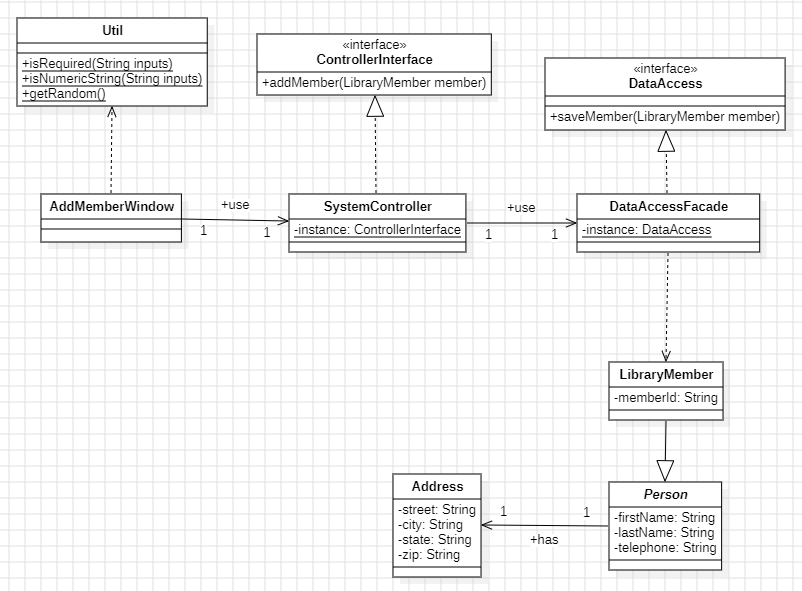 Util
+isRequired(String inputs)
+isNumericString(String inputs)
+getRandom()
«interface»
ControllerInterface
+addMember(LibraryMember member)
«interface»
DataAccess
+saveMember(LibraryMember member)
AddMemberWindow
+use
1
1
SystemController
-instance: ControllerInterface
+use
1
1
DataAccessFacade
-instance: DataAccess
LibraryMember
-memberId: String
Address
-street: String
-city: String
-state: String
-zip: String
1
1
+has
Person
-firstName: String
-lastName: String
-telephone: String